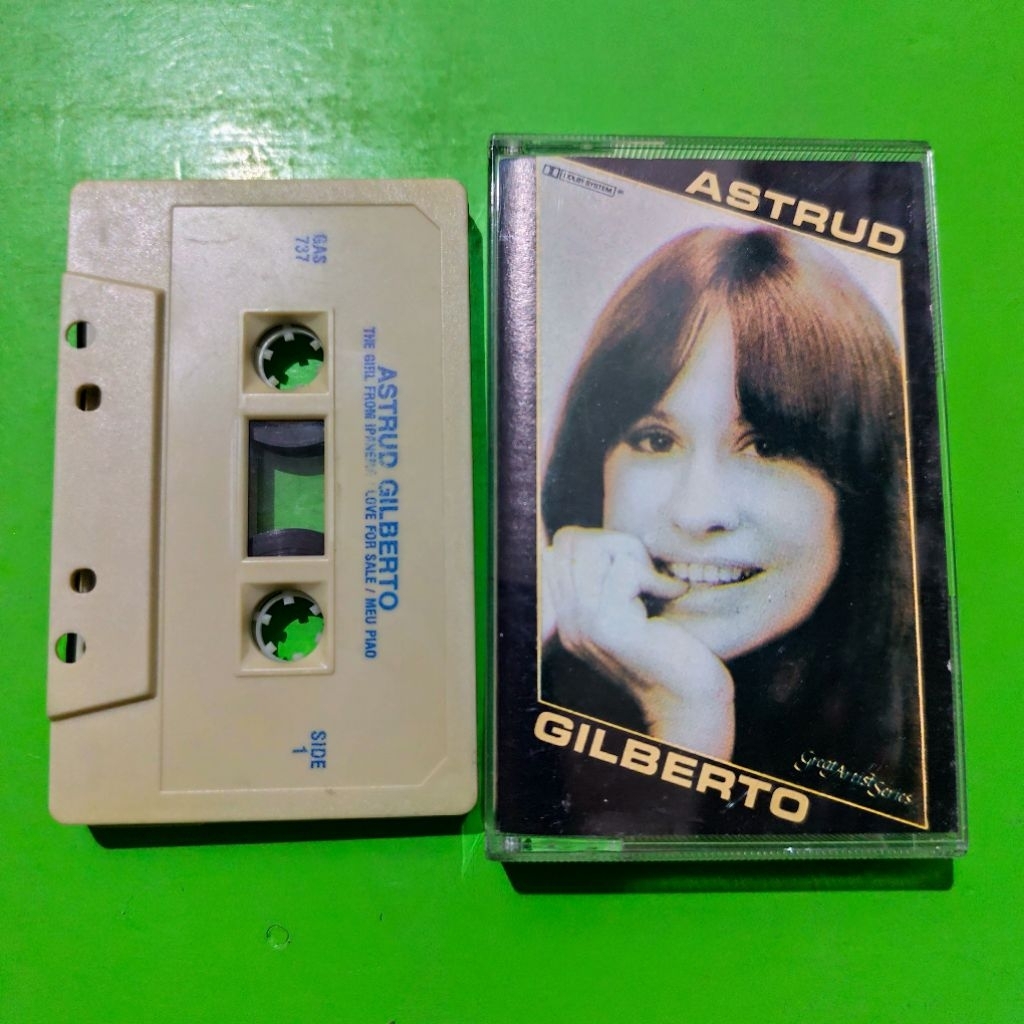 GAS
737
ASTRUD GILBERTO
THE GIRL FROM IPANEMA / LOVE FOR SALE / MEU PIAO
SIDE
1
DOLBY SYSTEM
ASTRUD
GILBERTO
Great Artist Series